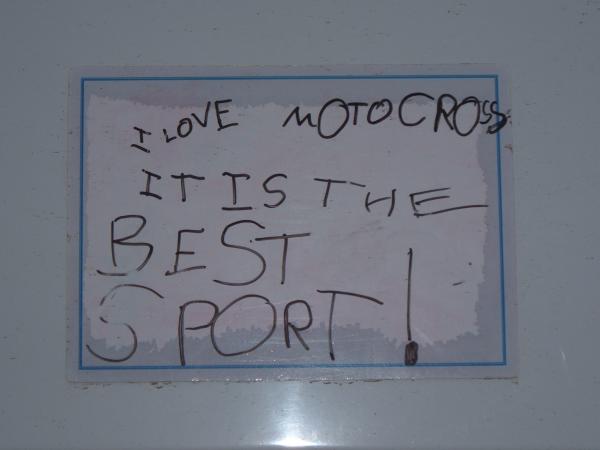 I LOVE MOTOCROSS
IT IS THE
BEST
SPORT!